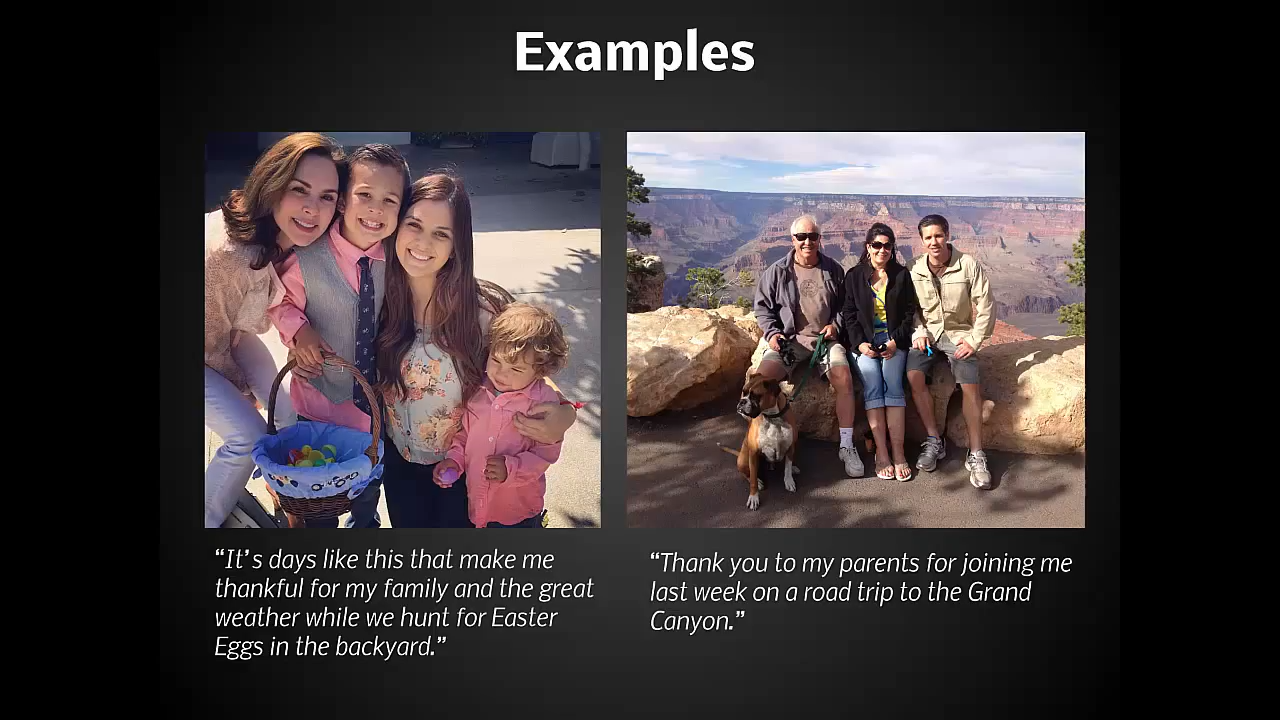 Examples
“It’s days like this that make me
thankful for my family and the great
weather while we hunt for Easter
Eggs in the backyard.”
“Thank you to my parents for joining me
last week on a road trip to the Grand
Canyon.”